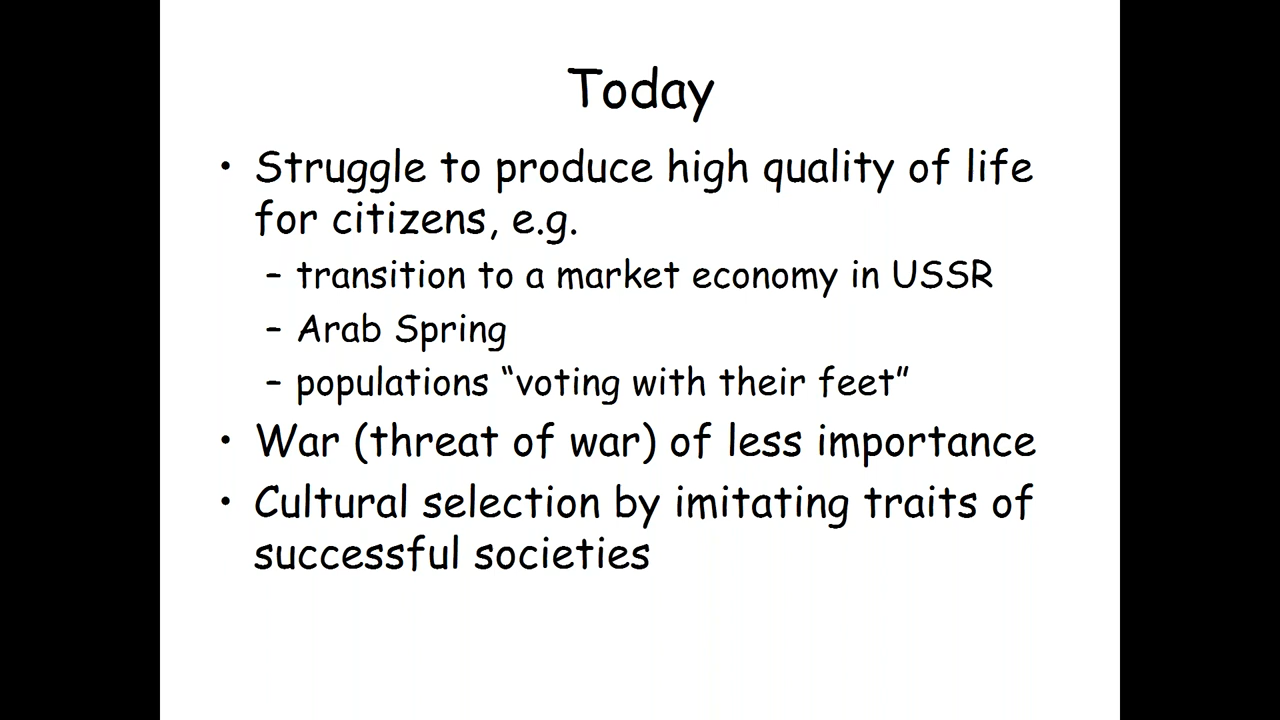 Today
• Struggle to produce high quality of life
for citizens, e.g.
– transition to a market economy in USSR
– Arab Spring
– populations “voting with their feet”
• War (threat of war) of less importance
• Cultural selection by imitating traits of
successful societies